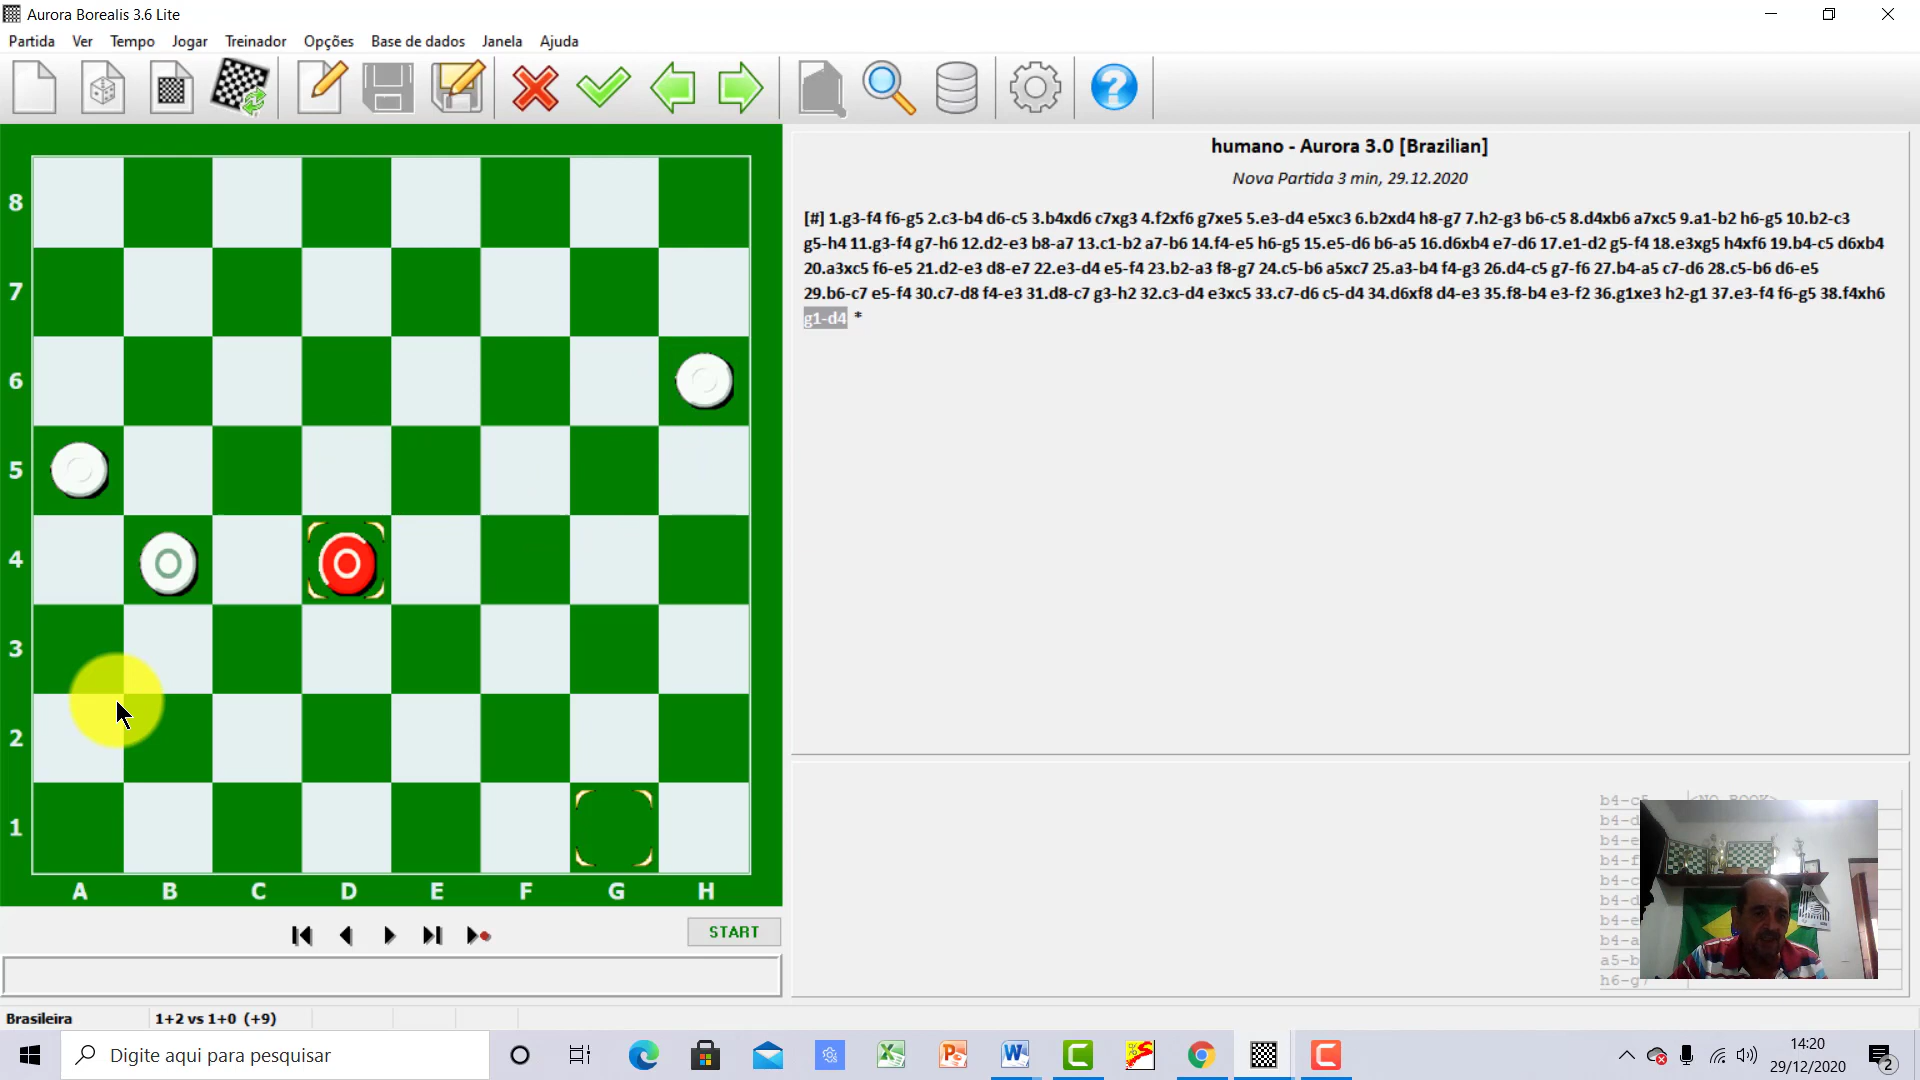 Aurora Borealis 3.6 Lite
Partida Ver Tempo Jogar Treinador Opções Base de dados Janela Ajuda
humano - Aurora 3.0 [Brazilian]
Nova Partida 3 min, 29.12.2020
[#] 1.g3-f4 f6-g5 2.c3-b4 d6-c5 3.b4xd6 c7xg3 4.f2xf6 g7xe5 5.e3-d4 e5xc3 6.b2xd4 h8-g7 7.h2-g3 b6-c5 8.d4xb6 a7xc5 9.a1-b2 h6-g5 10.b2-c3
g5-h4 11.g3-f4 g7-h6 12.d2-e3 b8-a7 13.c1-b2 a7-b6 14.f4-e5 h6-g5 15.e5-d6 b6-a5 16.d6xb4 e7-d6 17.e1-d2 g5-f4 18.e3xg5 h4xf6 19.b4-c5 d6xb4
20.a3xc5 f6-e5 21.d2-e3 d8-e7 22.e3-d4 e5-f4 23.b2-a3 f8-g7 24.c5-b6 a5xc7 25.a3-b4 f4-g3 26.d4-c5 g7-f6 27.b4-a5 c7-d6 28.c5-b6 d6-e5
29.b6-c7 e5-f4 30.c7-d8 f4-e3 31.d8-c7 g3-h2 32.c3-d4 e3xc5 33.c7-d6 c5-d4 34.d6xf8 d4-e3 35.f8-b4 e3-f2 36.g1xe3 h2-g1 37.e3-f4 f6-g5 38.f4xh6
g1-d4 *
8
7
6
5
4
3
2
1
A B C D E F G H
START
b4-c
b4-d
b4-e
b4-f
b4-c
b4-d
b4-e
b4-a
a5-b
h6-g
Brasileira 1+2 vs 1+0 (+9)
Digite aqui para pesquisar
14:20
29/12/2020
2